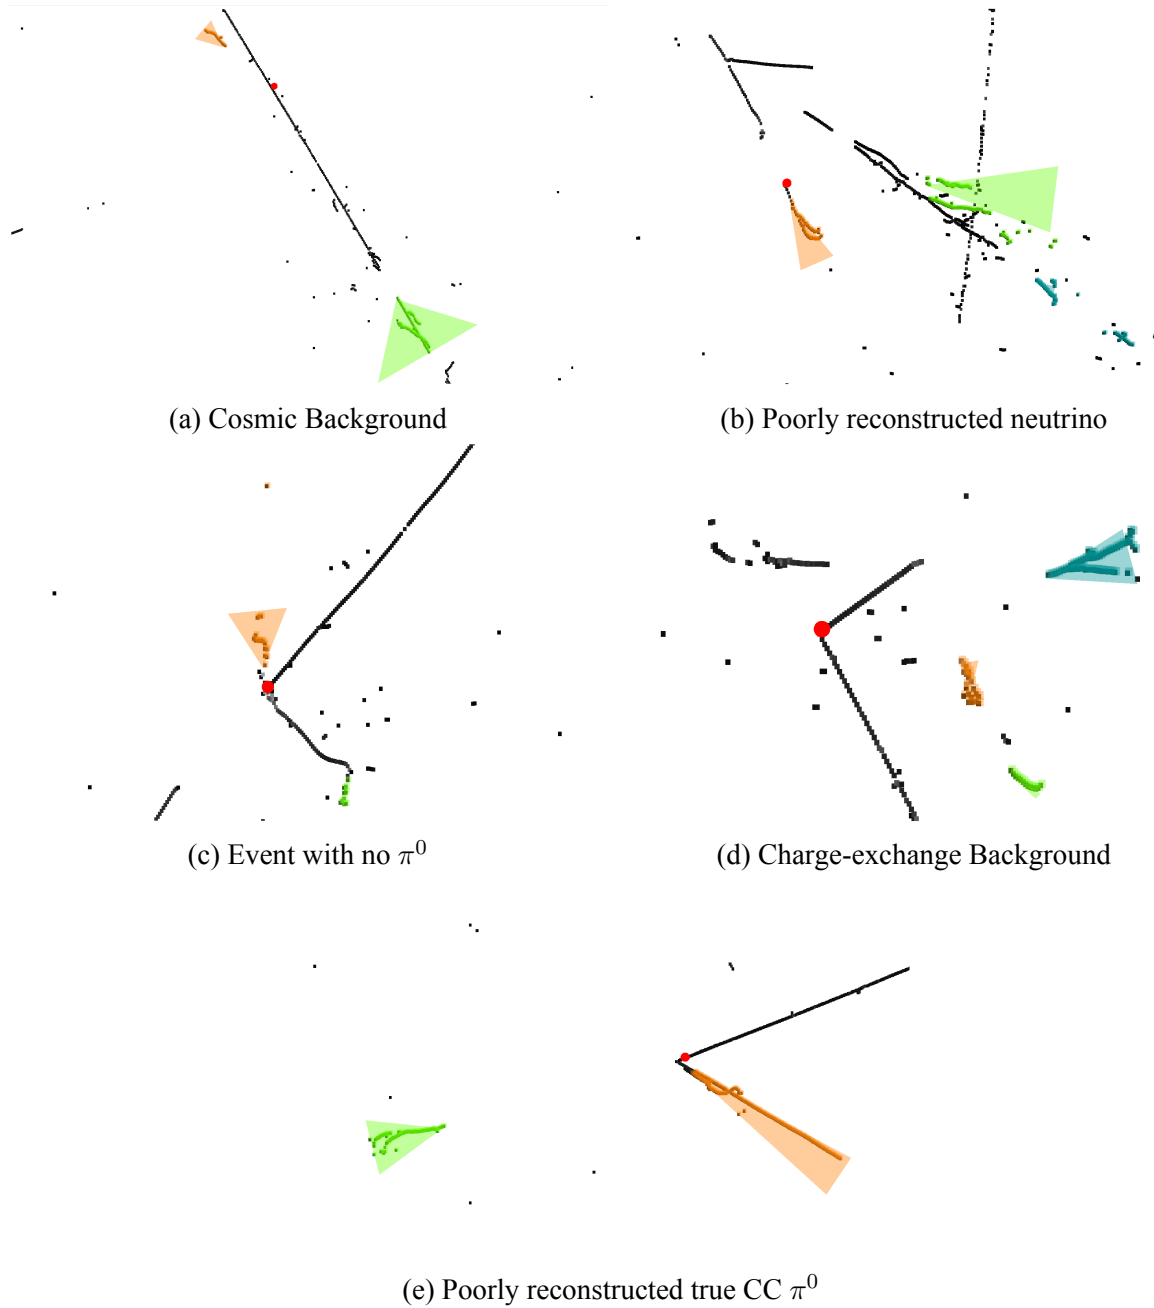 (a) Cosmic Background
(b) Poorly reconstructed neutrino
(c) Event with no π⁰
(d) Charge-exchange Background
(e) Poorly reconstructed true CC π⁰